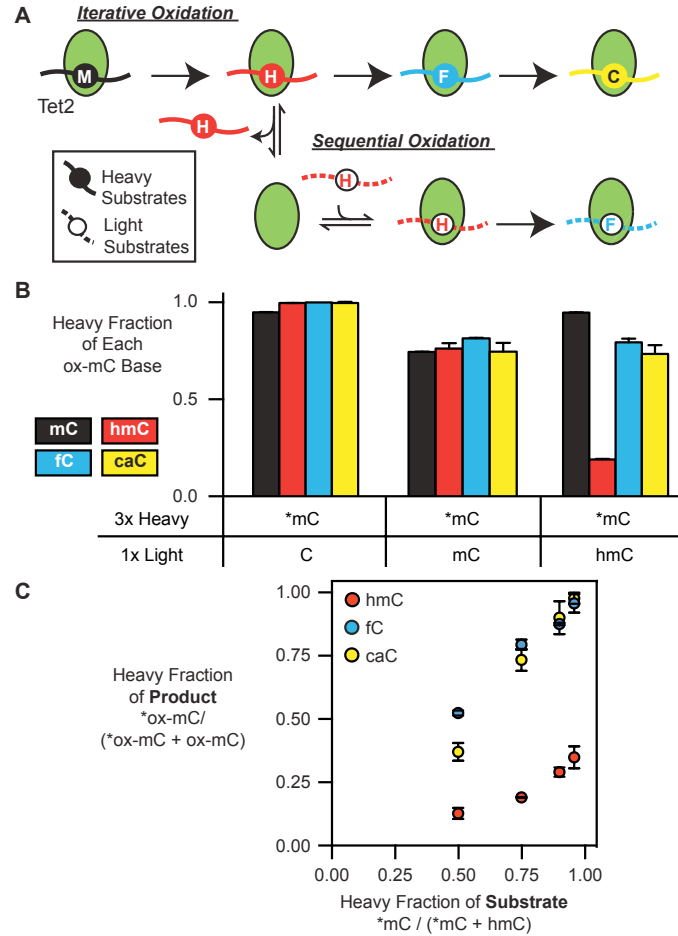 A
Iterative Oxidation
M
H
F
C
Tet2
H
Sequential Oxidation
Heavy
Substrates
Light
Substrates
H
H
F
B
Heavy Fraction
of Each
ox-mC Base
1.0
0.5
0.0
mC
hmC
fC
caC
3x Heavy
*mC
*mC
*mC
1x Light
C
mC
hmC
C
hmC
fC
caC
Heavy Fraction
of Product
*ox-mC/
(*ox-mC + ox-mC)
1.00
0.75
0.50
0.25
0.00
0.00
0.25
0.50
0.75
1.00
Heavy Fraction of Substrate
*mC / (*mC + hmC)